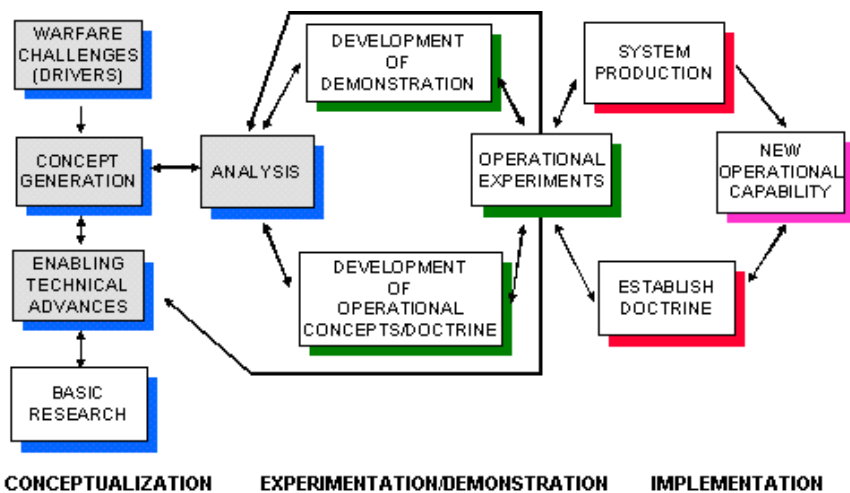 WARFARE
CHALLENGES
(DRIVERS)
CONCEPT
GENERATION
ENABLING
TECHNICAL
ADVANCES
BASIC
RESEARCH
ANALYSIS
DEVELOPMENT
OF
DEMONSTRATION
DEVELOPMENT
OF
OPERATIONAL
CONCEPTS/DOCTRINE
OPERATIONAL
EXPERIMENTS
SYSTEM
PRODUCTION
ESTABLISH
DOCTRINE
NEW
OPERATIONAL
CAPABILITY
CONCEPTUALIZATION
EXPERIMENTATION/DEMONSTRATION
IMPLEMENTATION